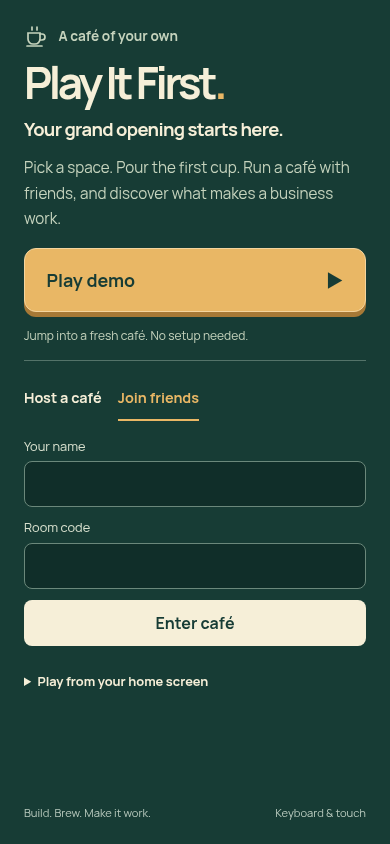 A café of your own
Play It First.
Your grand opening starts here.
Pick a space. Pour the first cup. Run a café with
friends, and discover what makes a business
work.
Play demo
Jump into a fresh café. No setup needed.
Host a café
Join friends
Your name
Room code
Enter café
Play from your home screen
Build. Brew. Make it work.
Keyboard & touch